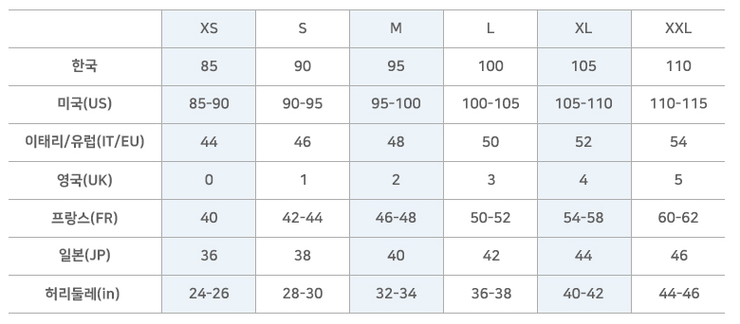 XS S M L XL XXL
한국 85 90 95 100 105 110
미국(US) 85-90 90-95 95-100 100-105 105-110 110-115
이태리/유럽(IT/EU) 44 46 48 50 52 54
영국(UK) 0 1 2 3 4 5
프랑스(FR) 40 42-44 46-48 50-52 54-58 60-62
일본(JP) 36 38 40 42 44 46
허리둘레(in) 24-26 28-30 32-34 36-38 40-42 44-46